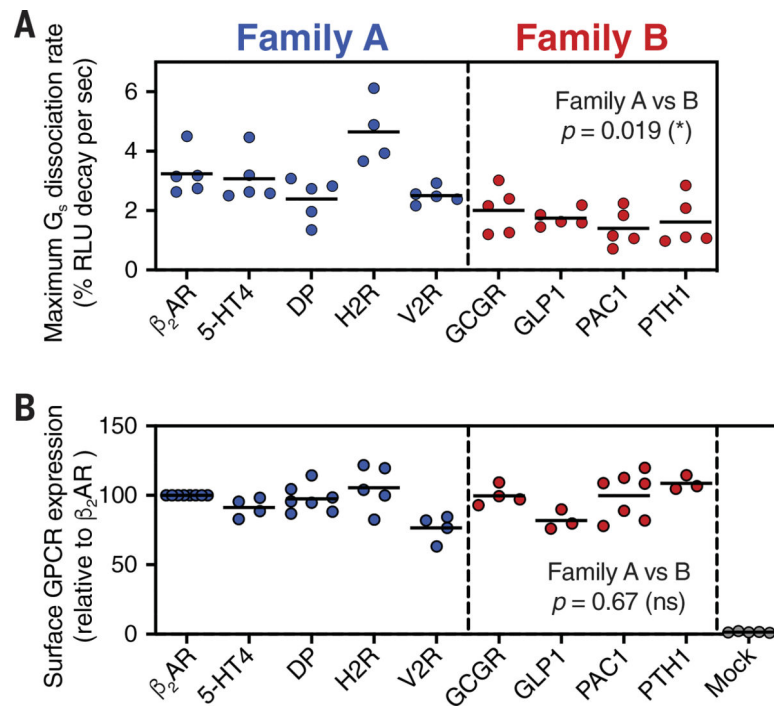 A
Family A
Family B
Maximum Gs dissociation rate
(% RLU decay per sec)
6
4
2
0
Family A vs B
p = 0.019 (*)
β2AR
5-HT4
DP
H2R
V2R
GCGR
GLP1
PAC1
PTH1
B
Surface GPCR expression
(relative to β2AR)
150
100
50
0
Family A vs B
p = 0.67 (ns)
β2AR
5-HT4
DP
H2R
V2R
GCGR
GLP1
PAC1
PTH1
Mock